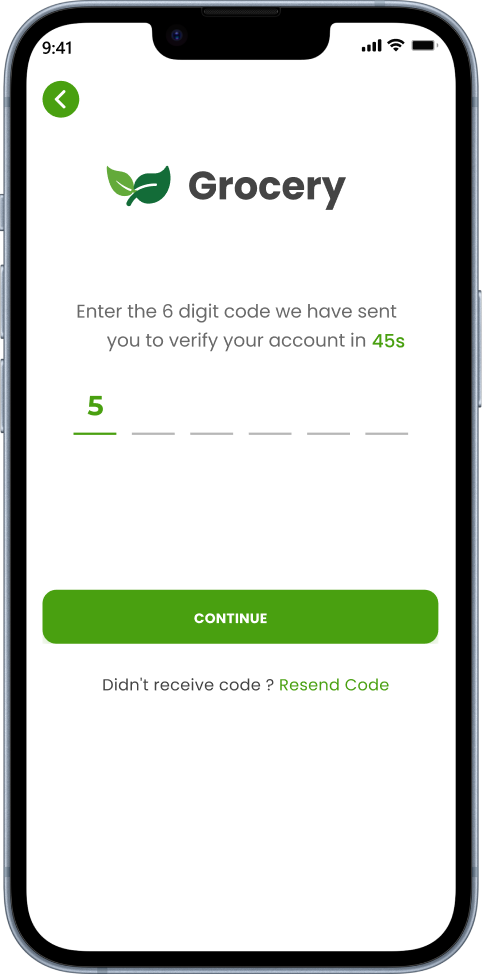 9:41
Grocery
Enter the 6 digit code we have sent
you to verify your account in 45s
5
CONTINUE
Didn't receive code ? Resend Code